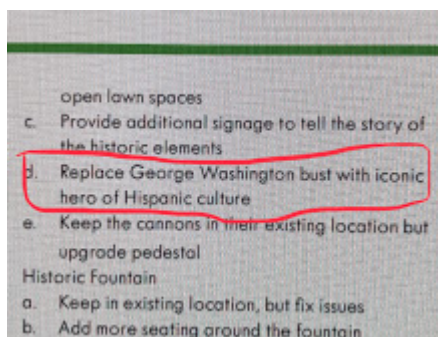 open lawn spaces
c. Provide additional signage to tell the story of
the historic elements
d. Replace George Washington bust with iconic
hero of Hispanic culture
e. Keep the cannons in their existing location but
upgrade pedestal
Historic Fountain
a. Keep in existing location, but fix issues
b. Add more seating around the fountain